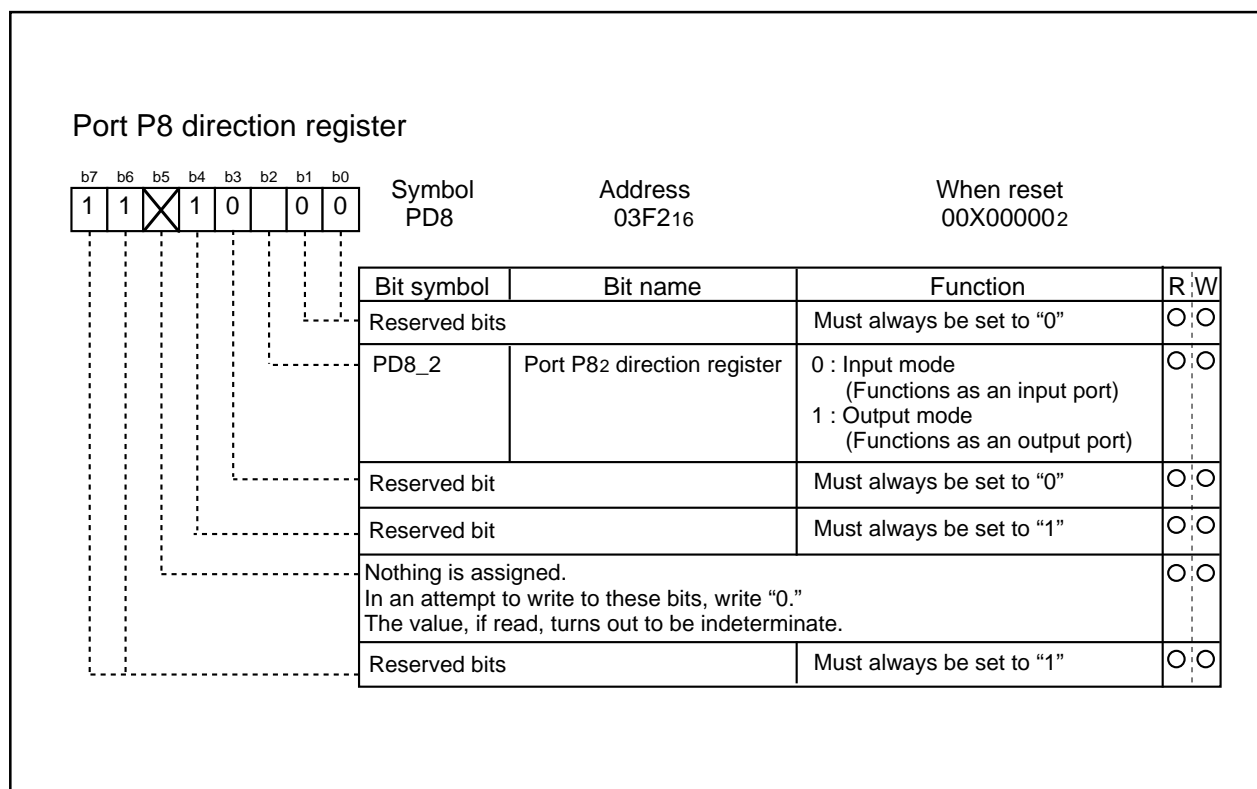 Port P8 direction register
b7 b6 b5 b4 b3 b2 b1 b0
1 1 1 0 0 0
Symbol Address When reset
PD8 03F216 00X000002
Bit symbol Bit name Function R W
Reserved bits Must always be set to “0”
PD8_2 Port P82 direction register 0 : Input mode
(Functions as an input port)
1 : Output mode
(Functions as an output port)
Reserved bit Must always be set to “0”
Reserved bit Must always be set to “1”
Nothing is assigned.
In an attempt to write to these bits, write “0.”
The value, if read, turns out to be indeterminate.
Reserved bits Must always be set to “1”